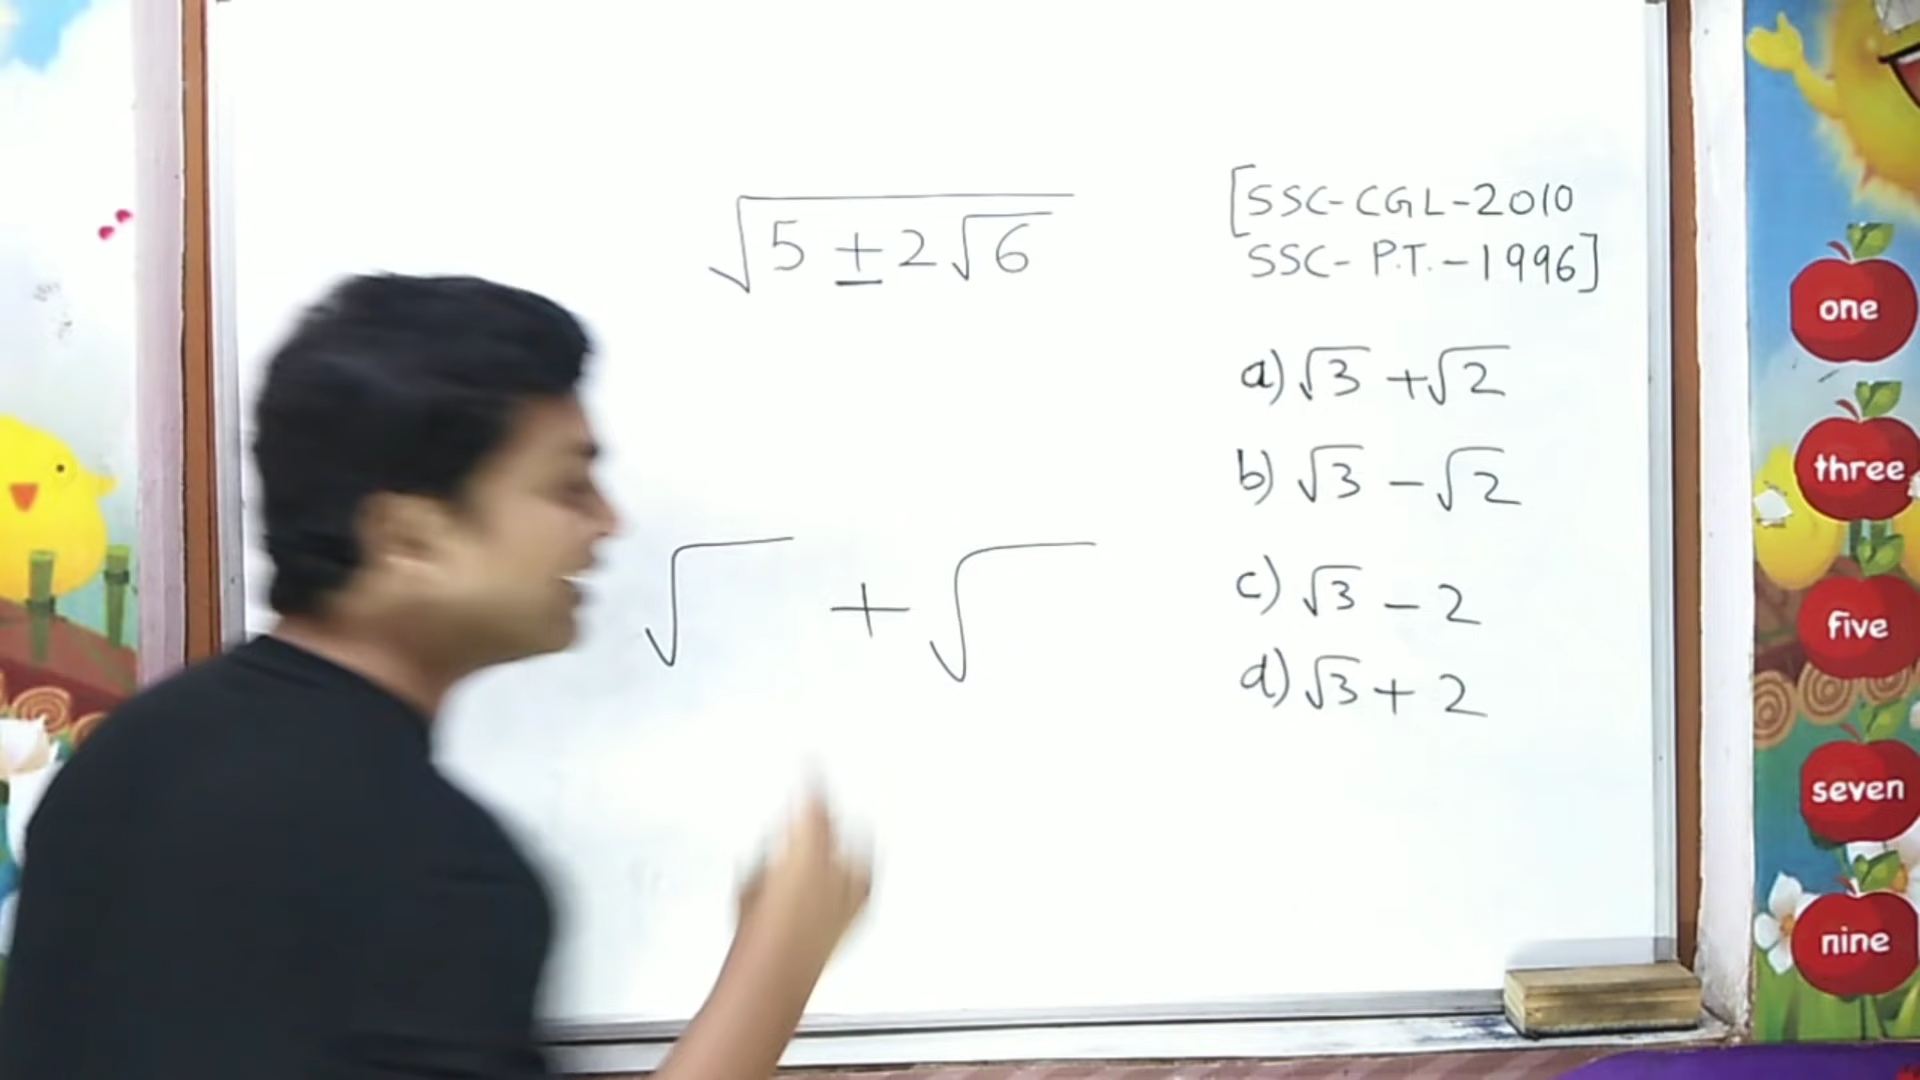 √(5 ± 2√6)
[SSC-CGL-2010
SSC- P.T.-1996]
a) √3 + √2
b) √3 - √2
c) √3 - 2
d) √3 + 2
√ + √
one
three
five
seven
nine